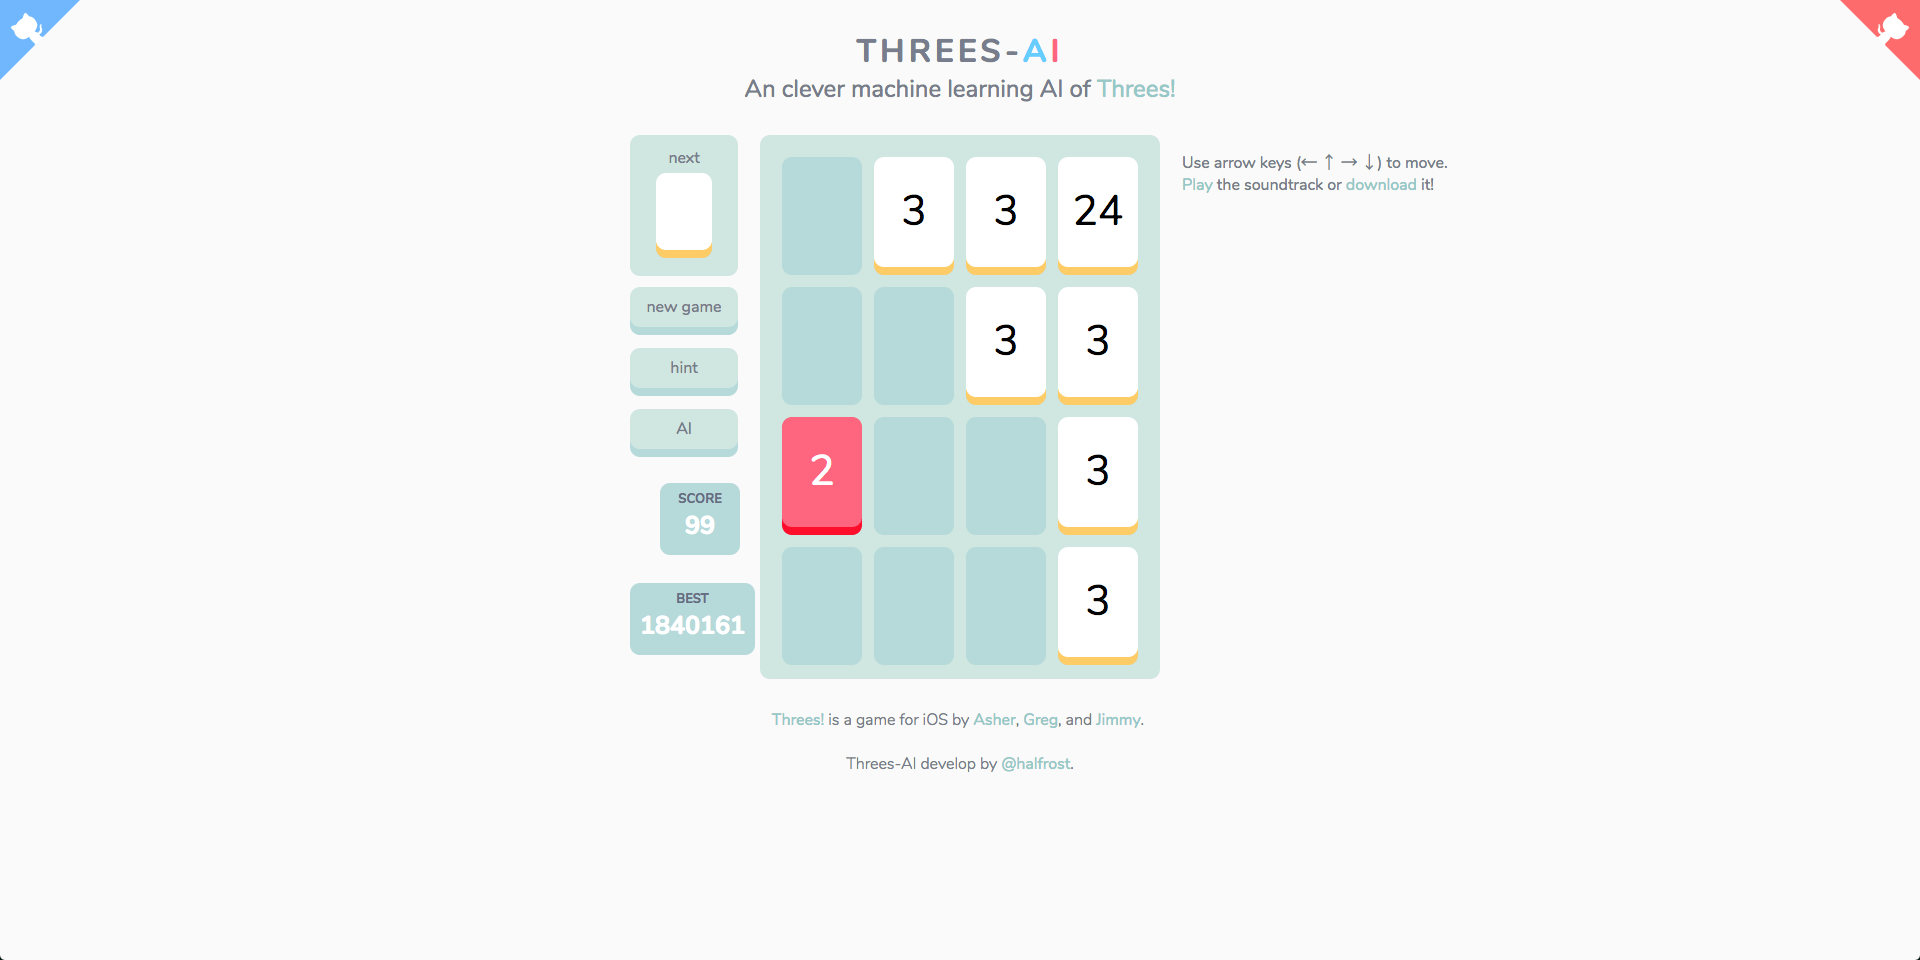 THREES-AI
An clever machine learning AI of Threes!
next
new game
hint
AI
SCORE
99
BEST
1840161
3 3 24
3 3
2 3
3
Use arrow keys (← ↑ → ↓) to move.
Play the soundtrack or download it!
Threes! is a game for iOS by Asher, Greg, and Jimmy.
Threes-AI develop by @halfrost.